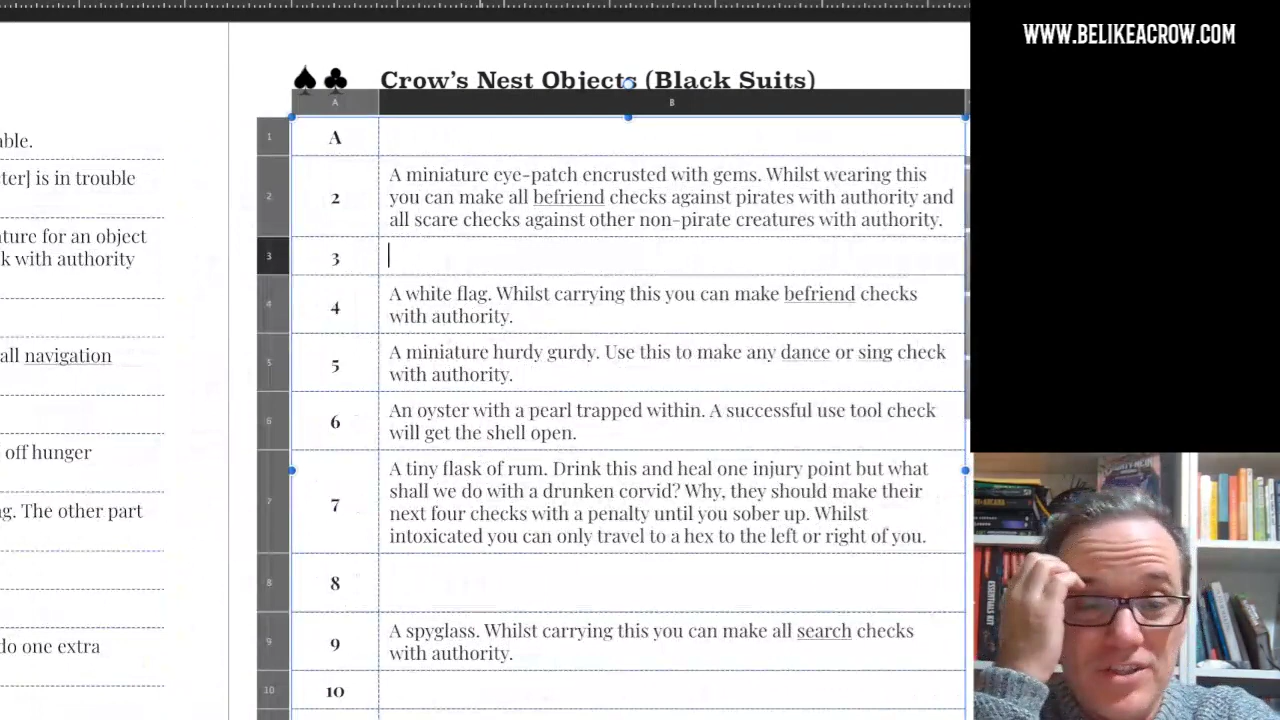 WWW.BELIKEACROW.COM
Crow's Nest Objects (Black Suits)
A
B
able.
cter] is in trouble
ature for an object
k with authority
all navigation
off hunger
ng. The other part
do one extra
1
A
2
2
A miniature eye-patch encrusted with gems. Whilst wearing this
you can make all befriend checks against pirates with authority and
all scare checks against other non-pirate creatures with authority.
3
3
4
4
A white flag. Whilst carrying this you can make befriend checks
with authority.
5
5
A miniature hurdy gurdy. Use this to make any dance or sing check
with authority.
6
6
An oyster with a pearl trapped within. A successful use tool check
will get the shell open.
7
7
A tiny flask of rum. Drink this and heal one injury point but what
shall we do with a drunken corvid? Why, they should make their
next four checks with a penalty until you sober up. Whilst
intoxicated you can only travel to a hex to the left or right of you.
8
8
9
9
A spyglass. Whilst carrying this you can make all search checks
with authority.
10
10
ESSENTIALS KIT